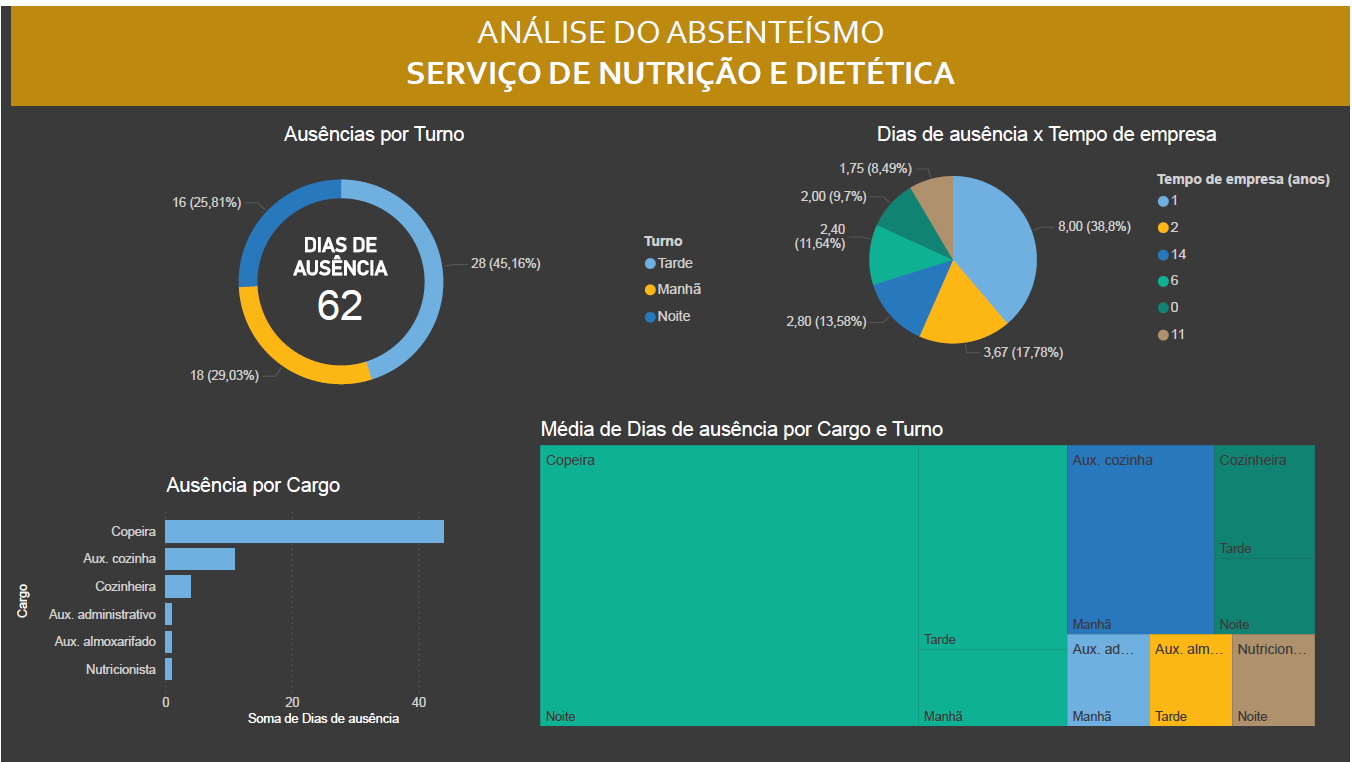 ANÁLISE DO ABSENTEÍSMO
SERVIÇO DE NUTRIÇÃO E DIETÉTICA
Ausências por Turno
16 (25,81%)
28 (45,16%)
18 (29,03%)
DIAS DE
AUSÊNCIA
62
Turno
Tarde
Manhã
Noite
Dias de ausência x Tempo de empresa
1,75 (8,49%)
2,00 (9,7%)
2,40
(11,64%)
2,80 (13,58%)
3,67 (17,78%)
8,00 (38,8%)
Tempo de empresa (anos)
1
2
14
6
0
11
Ausência por Cargo
Cargo
Copeira
Aux. cozinha
Cozinheira
Aux. administrativo
Aux. almoxarifado
Nutricionista
0
20
40
Soma de Dias de ausência
Média de Dias de ausência por Cargo e Turno
Copeira
Noite
Tarde
Manhã
Aux. cozinha
Manhã
Cozinheira
Tarde
Noite
Aux. ad...
Manhã
Aux. alm...
Tarde
Nutricion...
Noite